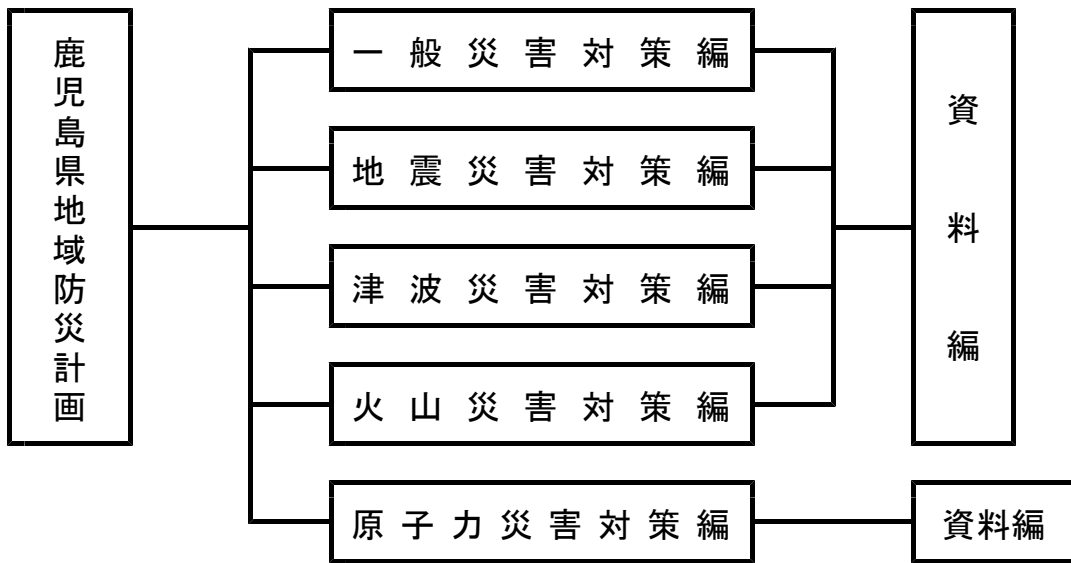 鹿児島県地域防災計画
一般災害対策編
地震災害対策編
津波災害対策編
火山災害対策編
原子力災害対策編
資料編
資料編